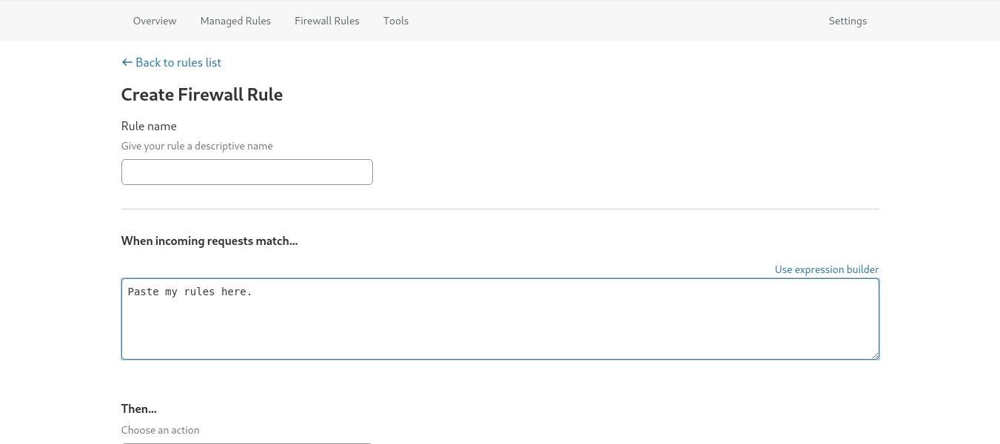 Overview Managed Rules Firewall Rules Tools Settings
← Back to rules list
Create Firewall Rule
Rule name
Give your rule a descriptive name
When incoming requests match...
Use expression builder
Paste my rules here.
Then...
Choose an action